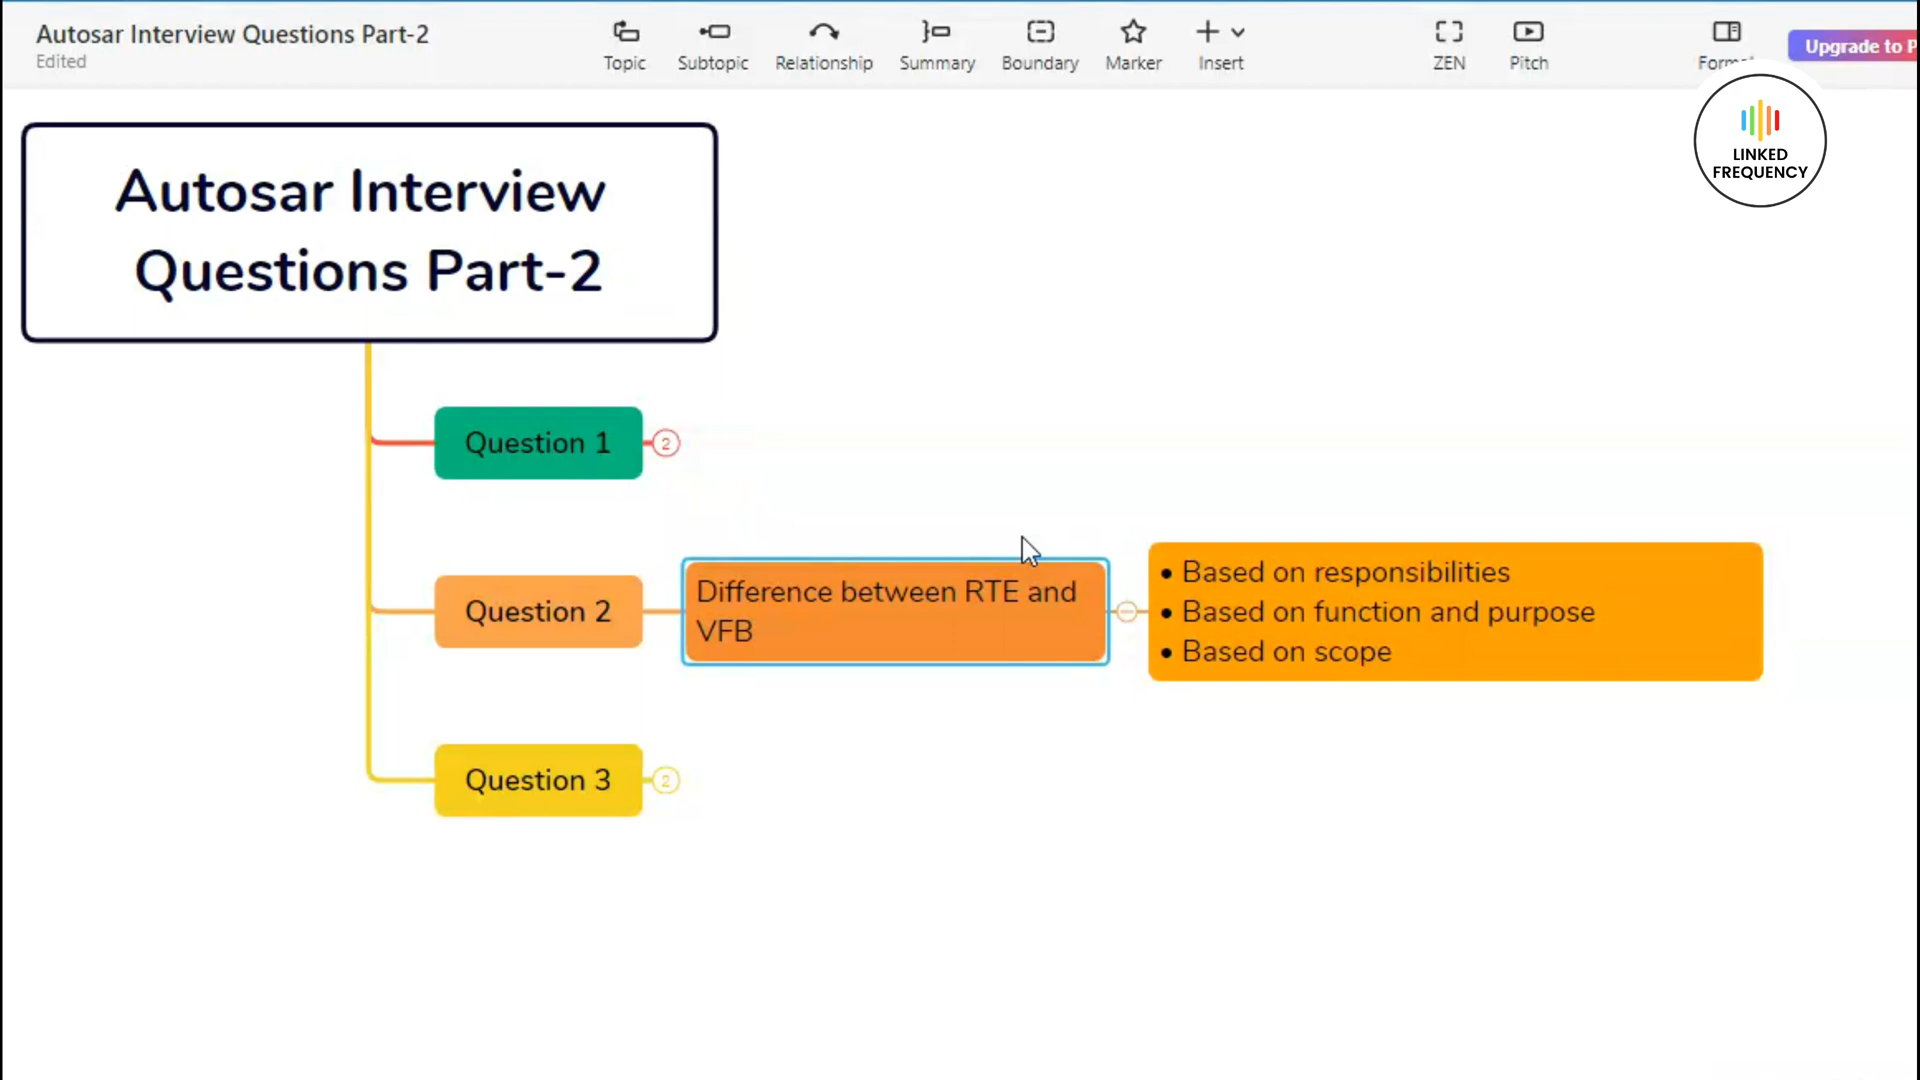 Autosar Interview Questions Part-2
Edited
Topic
Subtopic
Relationship
Summary
Boundary
Marker
Insert
ZEN
Pitch
Upgrade to P
LINKED
FREQUENCY
Autosar Interview
Questions Part-2
Question 1
2
Question 2
Difference between RTE and
VFB
• Based on responsibilities
• Based on function and purpose
• Based on scope
Question 3
2